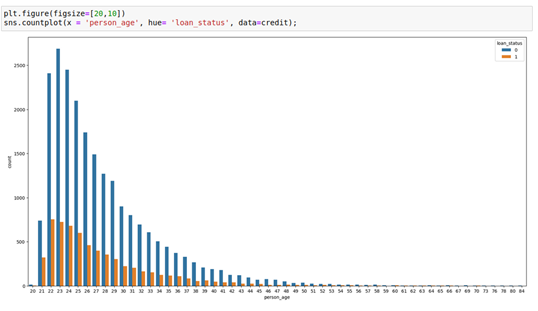 plt.figure(figsize=[20,10])
sns.countplot(x = 'person_age', hue= 'loan_status', data=credit);
loan_status
0
1
2500
2000
1500
1000
500
0
count
20 21 22 23 24 25 26 27 28 29 30 31 32 33 34 35 36 37 38 39 40 41 42 43 44 45 46 47 48 49 50 51 52 53 54 55 56 57 58 60 61 62 63 64 65 66 67 69 70 73 76 78 80 84
person_age